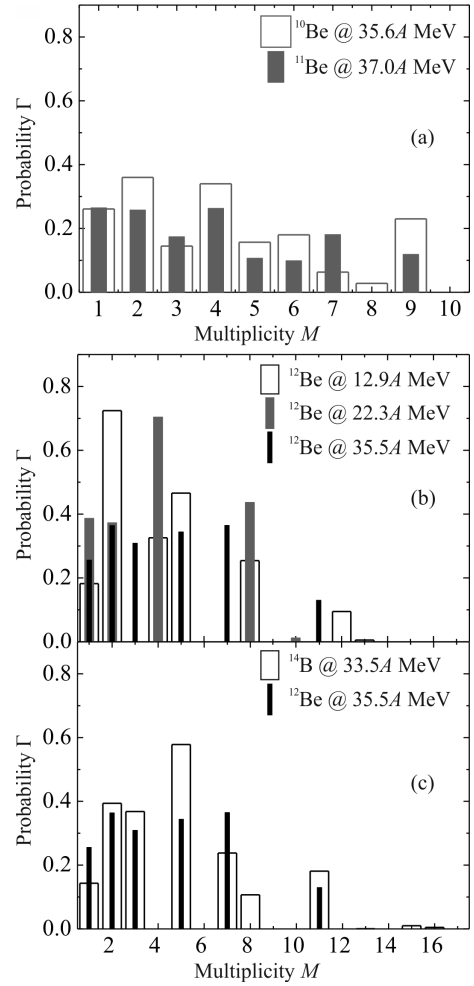 0.8
0.6
0.4
0.2
0.0
Probability Γ
¹⁰Be @ 35.6A MeV
¹¹Be @ 37.0A MeV
(a)
1 2 3 4 5 6 7 8 9 10
Multiplicity M
0.8
0.6
0.4
0.2
0.0
Probability Γ
¹²Be @ 12.9A MeV
¹²Be @ 22.3A MeV
¹²Be @ 35.5A MeV
(b)
0.8
0.6
0.4
0.2
0.0
Probability Γ
¹⁴B @ 33.5A MeV
¹²Be @ 35.5A MeV
(c)
2 4 6 8 10 12 14 16
Multiplicity M